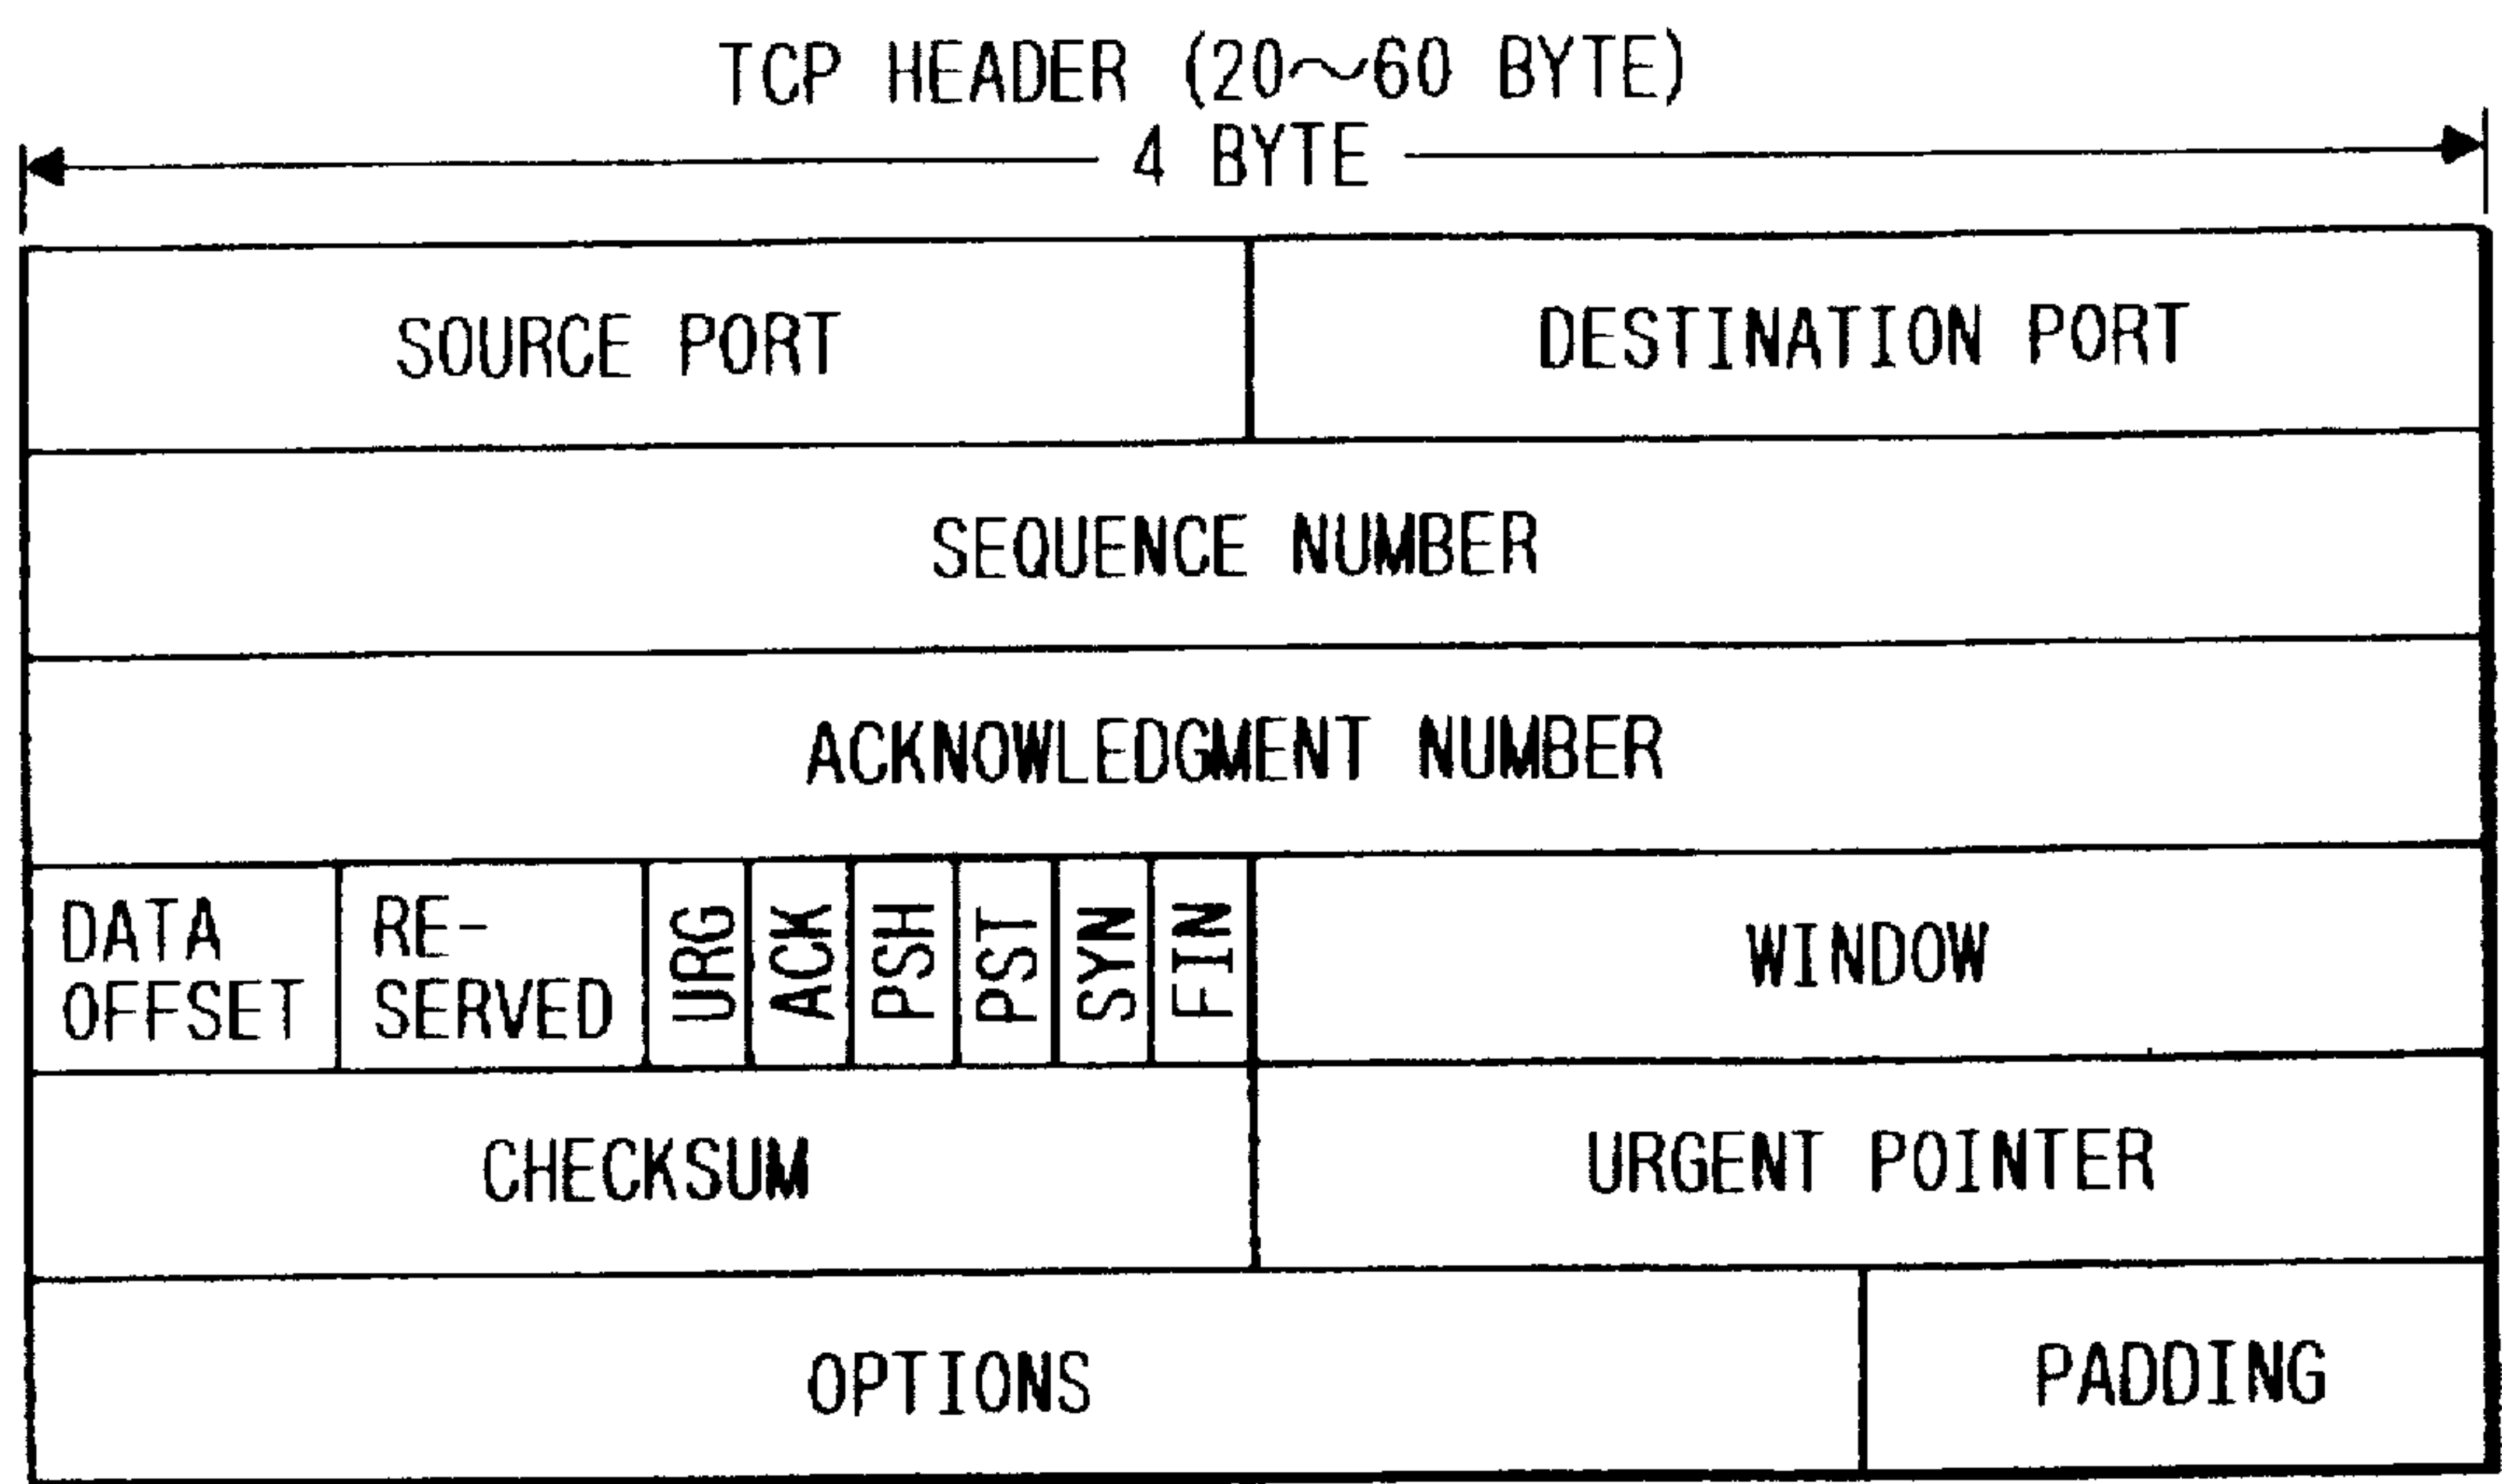 TCP HEADER (20～60 BYTE)
4 BYTE
SOURCE PORT
DESTINATION PORT
SEQUENCE NUMBER
ACKNOWLEDGMENT NUMBER
DATA
OFFSET
RE-
SERVED
URG
ACK
PSH
PST
SYN
FIN
WINDOW
CHECKSUM
URGENT POINTER
OPTIONS
PADDING